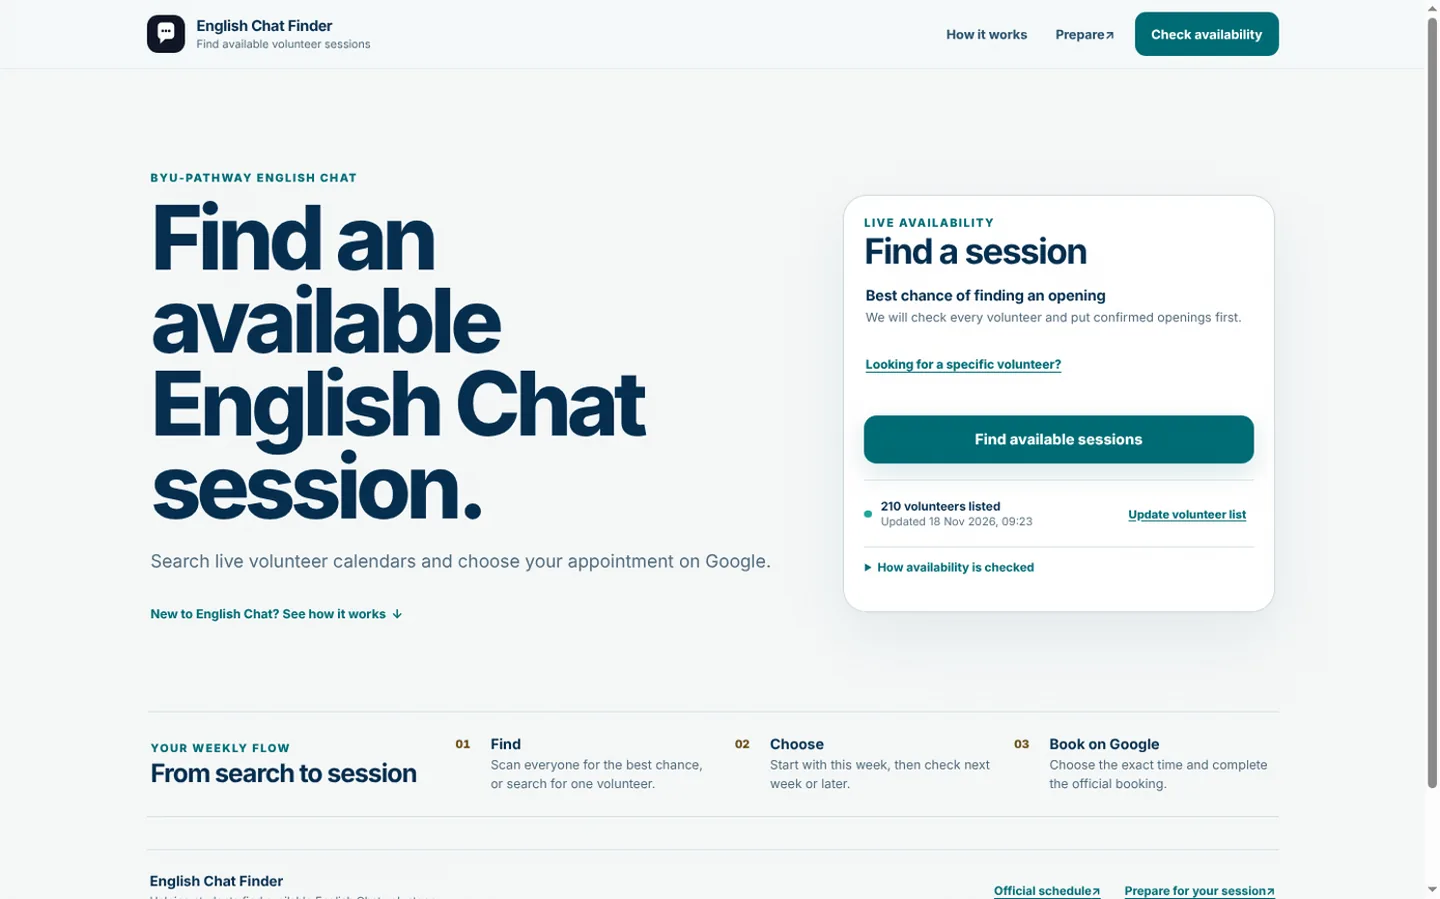 English Chat Finder
Find available volunteer sessions
How it works
Prepare↗
Check availability
BYU-PATHWAY ENGLISH CHAT
Find an
available
English Chat
session.
Search live volunteer calendars and choose your appointment on Google.
New to English Chat? See how it works ↓
LIVE AVAILABILITY
Find a session
Best chance of finding an opening
We will check every volunteer and put confirmed openings first.
Looking for a specific volunteer?
Find available sessions
210 volunteers listed
Updated 18 Nov 2026, 09:23
Update volunteer list
▶ How availability is checked
YOUR WEEKLY FLOW
From search to session
01 Find
Scan everyone for the best chance,
or search for one volunteer.
02 Choose
Start with this week, then check next
week or later.
03 Book on Google
Choose the exact time and complete
the official booking.
English Chat Finder
Official schedule↗
Prepare for your session↗